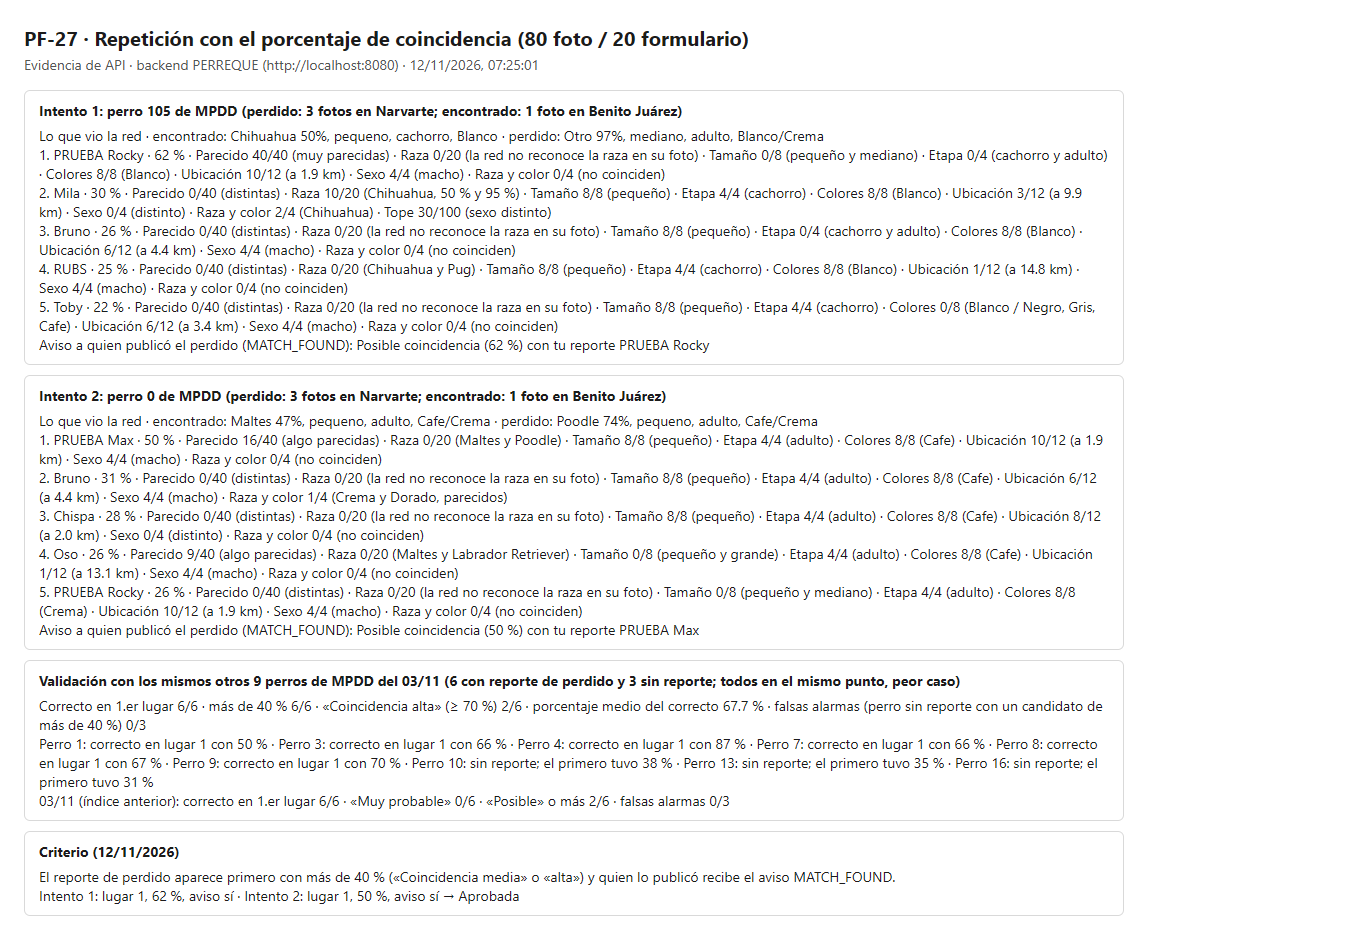 PF-27 · Repetición con el porcentaje de coincidencia (80 foto / 20 formulario)
Evidencia de API · backend PERREQUE (http://localhost:8080) · 12/11/2026, 07:25:01
Intento 1: perro 105 de MPDD (perdido: 3 fotos en Narvarte; encontrado: 1 foto en Benito Juárez)
Lo que vio la red · encontrado: Chihuahua 50%, pequeno, cachorro, Blanco · perdido: Otro 97%, mediano, adulto, Blanco/Crema
1. PRUEBA Rocky · 62 % · Parecido 40/40 (muy parecidas) · Raza 0/20 (la red no reconoce la raza en su foto) · Tamaño 0/8 (pequeño y mediano) · Etapa 0/4 (cachorro y adulto)
· Colores 8/8 (Blanco) · Ubicación 10/12 (a 1.9 km) · Sexo 4/4 (macho) · Raza y color 0/4 (no coinciden)
2. Mila · 30 % · Parecido 0/40 (distintas) · Raza 10/20 (Chihuahua, 50 % y 95 %) · Tamaño 8/8 (pequeño) · Etapa 4/4 (cachorro) · Colores 8/8 (Blanco) · Ubicación 3/12 (a 9.9
km) · Sexo 0/4 (distinto) · Raza y color 2/4 (Chihuahua) · Tope 30/100 (sexo distinto)
3. Bruno · 26 % · Parecido 0/40 (distintas) · Raza 0/20 (la red no reconoce la raza en su foto) · Tamaño 8/8 (pequeño) · Etapa 0/4 (cachorro y adulto) · Colores 8/8 (Blanco) ·
Ubicación 6/12 (a 4.4 km) · Sexo 4/4 (macho) · Raza y color 0/4 (no coinciden)
4. RUBS · 25 % · Parecido 0/40 (distintas) · Raza 0/20 (Chihuahua y Pug) · Tamaño 8/8 (pequeño) · Etapa 4/4 (cachorro) · Colores 8/8 (Blanco) · Ubicación 1/12 (a 14.8 km) ·
Sexo 4/4 (macho) · Raza y color 0/4 (no coinciden)
5. Toby · 22 % · Parecido 0/40 (distintas) · Raza 0/20 (la red no reconoce la raza en su foto) · Tamaño 8/8 (pequeño) · Etapa 4/4 (cachorro) · Colores 0/8 (Blanco / Negro, Gris,
Cafe) · Ubicación 6/12 (a 3.4 km) · Sexo 4/4 (macho) · Raza y color 0/4 (no coinciden)
Aviso a quien publicó el perdido (MATCH_FOUND): Posible coincidencia (62 %) con tu reporte PRUEBA Rocky
Intento 2: perro 0 de MPDD (perdido: 3 fotos en Narvarte; encontrado: 1 foto en Benito Juárez)
Lo que vio la red · encontrado: Maltes 47%, pequeno, adulto, Cafe/Crema · perdido: Poodle 74%, pequeno, adulto, Cafe/Crema
1. PRUEBA Max · 50 % · Parecido 16/40 (algo parecidas) · Raza 0/20 (Maltes y Poodle) · Tamaño 8/8 (pequeño) · Etapa 4/4 (adulto) · Colores 8/8 (Cafe) · Ubicación 10/12 (a 1.9
km) · Sexo 4/4 (macho) · Raza y color 0/4 (no coinciden)
2. Bruno · 31 % · Parecido 0/40 (distintas) · Raza 0/20 (la red no reconoce la raza en su foto) · Tamaño 8/8 (pequeño) · Etapa 4/4 (adulto) · Colores 8/8 (Cafe) · Ubicación 6/12
(a 4.4 km) · Sexo 4/4 (macho) · Raza y color 1/4 (Crema y Dorado, parecidos)
3. Chispa · 28 % · Parecido 0/40 (distintas) · Raza 0/20 (la red no reconoce la raza en su foto) · Tamaño 8/8 (pequeño) · Etapa 4/4 (adulto) · Colores 8/8 (Cafe) · Ubicación 8/12
(a 2.0 km) · Sexo 0/4 (distinto) · Raza y color 0/4 (no coinciden)
4. Oso · 26 % · Parecido 9/40 (algo parecidas) · Raza 0/20 (Maltes y Labrador Retriever) · Tamaño 0/8 (pequeño y grande) · Etapa 4/4 (adulto) · Colores 8/8 (Cafe) · Ubicación
1/12 (a 13.1 km) · Sexo 4/4 (macho) · Raza y color 0/4 (no coinciden)
5. PRUEBA Rocky · 26 % · Parecido 0/40 (distintas) · Raza 0/20 (la red no reconoce la raza en su foto) · Tamaño 0/8 (pequeño y mediano) · Etapa 4/4 (adulto) · Colores 8/8
(Crema) · Ubicación 10/12 (a 1.9 km) · Sexo 4/4 (macho) · Raza y color 0/4 (no coinciden)
Aviso a quien publicó el perdido (MATCH_FOUND): Posible coincidencia (50 %) con tu reporte PRUEBA Max
Validación con los mismos otros 9 perros de MPDD del 03/11 (6 con reporte de perdido y 3 sin reporte; todos en el mismo punto, peor caso)
Correcto en 1.er lugar 6/6 · más de 40 % 6/6 · «Coincidencia alta» (≥ 70 %) 2/6 · porcentaje medio del correcto 67.7 % · falsas alarmas (perro sin reporte con un candidato de
más de 40 %) 0/3
Perro 1: correcto en lugar 1 con 50 % · Perro 3: correcto en lugar 1 con 66 % · Perro 4: correcto en lugar 1 con 87 % · Perro 7: correcto en lugar 1 con 66 % · Perro 8: correcto
en lugar 1 con 67 % · Perro 9: correcto en lugar 1 con 70 % · Perro 10: sin reporte; el primero tuvo 38 % · Perro 13: sin reporte; el primero tuvo 35 % · Perro 16: sin reporte; el
primero tuvo 31 %
03/11 (índice anterior): correcto en 1.er lugar 6/6 · «Muy probable» 0/6 · «Posible» o más 2/6 · falsas alarmas 0/3
Criterio (12/11/2026)
El reporte de perdido aparece primero con más de 40 % («Coincidencia media» o «alta») y quien lo publicó recibe el aviso MATCH_FOUND.
Intento 1: lugar 1, 62 %, aviso sí · Intento 2: lugar 1, 50 %, aviso sí → Aprobada